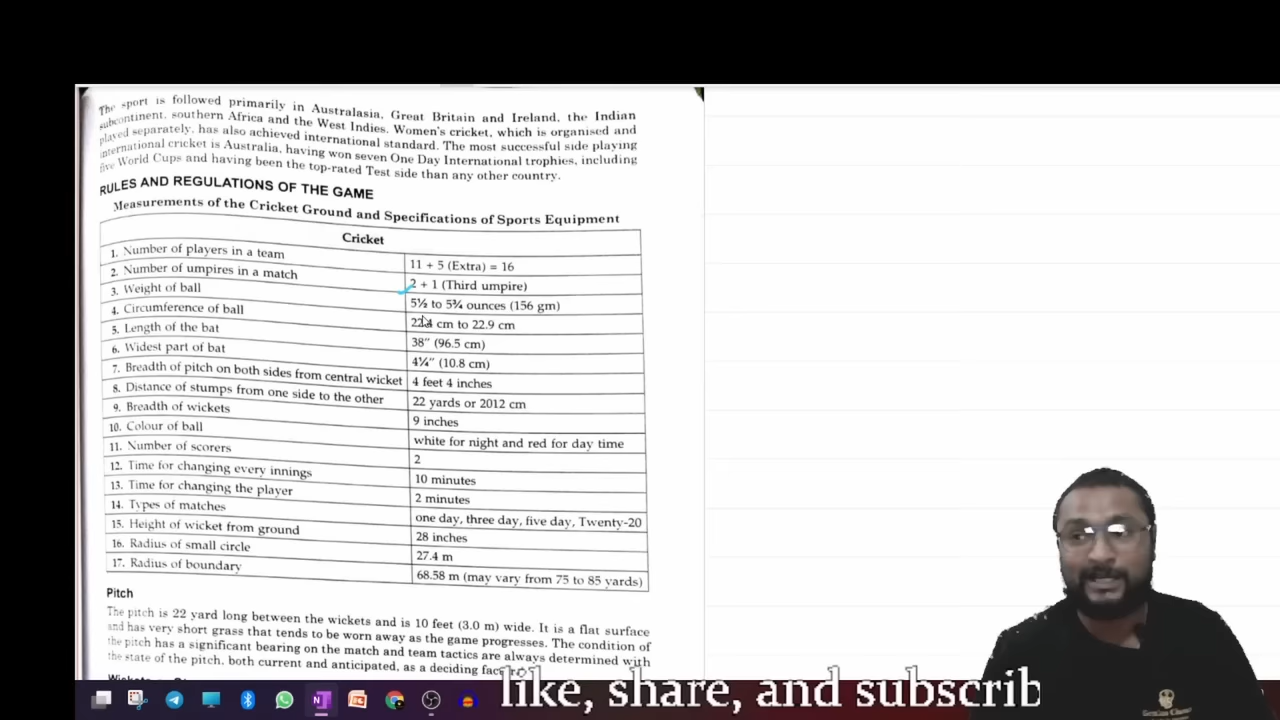 The sport is followed primarily in Australasia, Great Britain and Ireland, the Indian
subcontinent, southern Africa and the West Indies. Women's cricket, which is organised and
played separately, has also achieved international standard. The most successful side playing
international cricket is Australia, having won seven One Day International trophies, including
five World Cups and having been the top-rated Test side than any other country.
RULES AND REGULATIONS OF THE GAME
Measurements of the Cricket Ground and Specifications of Sports Equipment
Cricket
1. Number of players in a team 11 + 5 (Extra) = 16
2. Number of umpires in a match 2 + 1 (Third umpire)
3. Weight of ball 5½ to 5¾ ounces (156 gm)
4. Circumference of ball 22.4 cm to 22.9 cm
5. Length of the bat 38" (96.5 cm)
6. Widest part of bat 4¼" (10.8 cm)
7. Breadth of pitch on both sides from central wicket 4 feet 4 inches
8. Distance of stumps from one side to the other 22 yards or 2012 cm
9. Breadth of wickets 9 inches
10. Colour of ball white for night and red for day time
11. Number of scorers 2
12. Time for changing every innings 10 minutes
13. Time for changing the player 2 minutes
14. Types of matches one day, three day, five day, Twenty-20
15. Height of wicket from ground 28 inches
16. Radius of small circle 27.4 m
17. Radius of boundary 68.58 m (may vary from 75 to 85 yards)
Pitch
The pitch is 22 yard long between the wickets and is 10 feet (3.0 m) wide. It is a flat surface
and has very short grass that tends to be worn away as the game progresses. The condition of
the pitch has a significant bearing on the match and team tactics are always determined with
the state of the pitch, both current and anticipated, as a deciding factor.
like, share, and subscrib